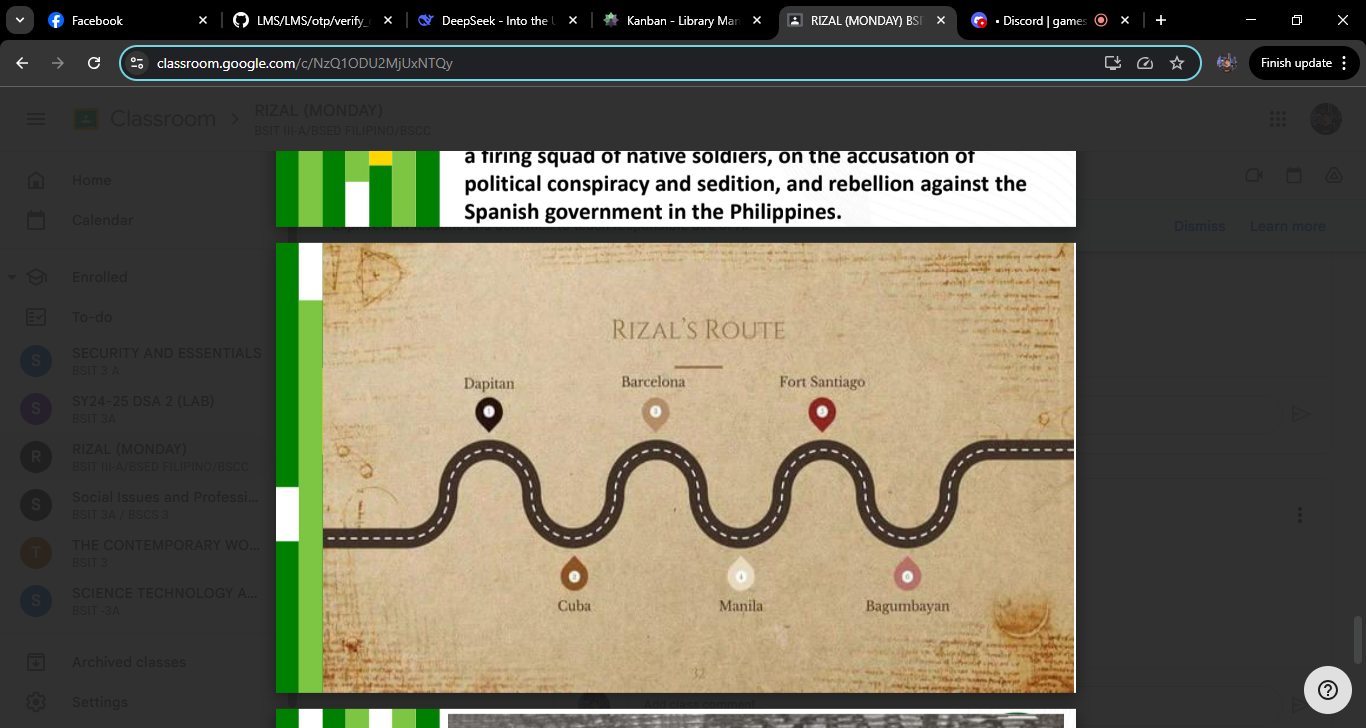 Facebook
LMS/LMS/otp/verify_
DeepSeek - Into the
Kanban - Library Man
RIZAL (MONDAY) BSI
• Discord | games
classroom.google.com/c/NzQ1ODU2MjUxNTQy
Finish update
Classroom
RIZAL (MONDAY)
BSIT III-A/BSED FILIPINO/BSCC
Home
Calendar
Enrolled
To-do
S
SECURITY AND ESSENTIALS
BSIT 3 A
S
SY24-25 DSA 2 (LAB)
BSIT 3A
R
RIZAL (MONDAY)
BSIT III-A/BSED FILIPINO/BSCC
S
Social Issues and Professi...
BSIT 3A / BSCS 3
T
THE CONTEMPORARY WO...
BSIT 3
S
SCIENCE TECHNOLOGY A...
BSIT -3A
Archived classes
Settings
Dismiss
Learn more
a firing squad of native soldiers, on the accusation of
political conspiracy and sedition, and rebellion against the
Spanish government in the Philippines.
RIZAL'S ROUTE
Dapitan
Barcelona
Fort Santiago
Cuba
Manila
Bagumbayan
32
Add class comment